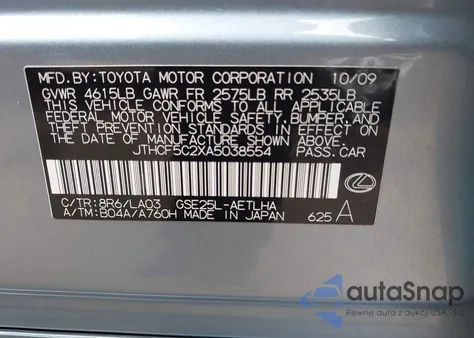 MFD.BY:TOYOTA MOTOR CORPORATION 10/09
GVWR 4615LB GAWR FR 2575LB RR 2535LB
THIS VEHICLE CONFORMS TO ALL APPLICABLE
FEDERAL MOTOR VEHICLE SAFETY, BUMPER,
AND THEFT PREVENTION STANDARDS IN EFFECT
ON THE DATE OF MANUFACTURE SHOWN ABOVE.
JTHCF5C2XA5038554 PASS.CAR
C/TR:8R6/LA03 GSE25L-AETLHA
A/TM:B04A/A760H MADE IN JAPAN 625 A
autoSnap
Pewne auta z aukcji USA i EU